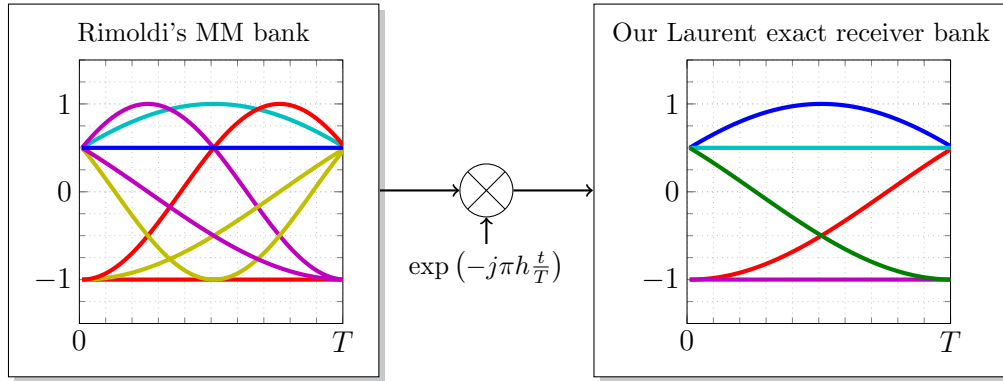 Rimoldi's MM bank
1
0
−1
0 T
exp (−jπh t/T)
Our Laurent exact receiver bank
1
0
−1
0 T